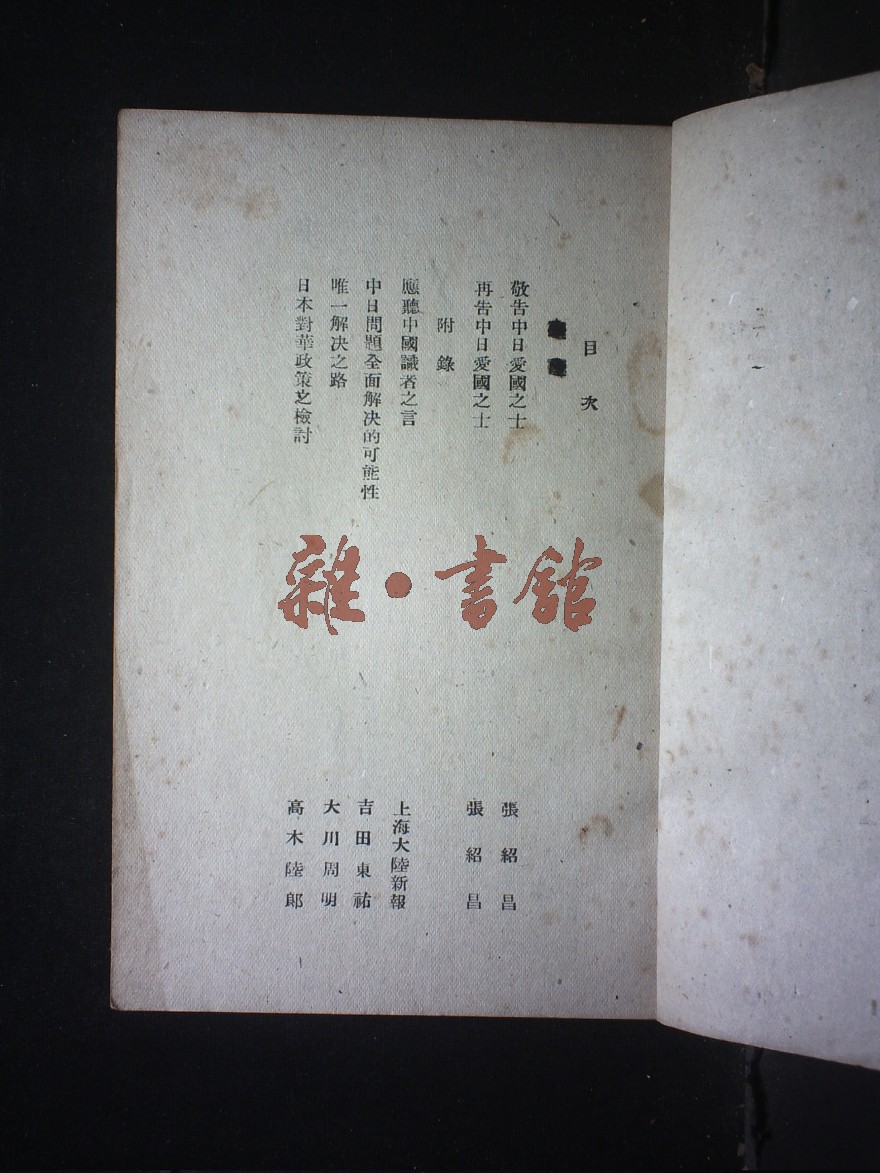 目次
敬告中日愛國之士 張紹昌
再告中日愛國之士 張紹昌
附錄
應聽中國識者之言 上海大陸新報
中日問題全面解決的可能性 吉田東祐
唯一解決之路 大川周明
日本對華政策之檢討 高木陸郎
雜·書館